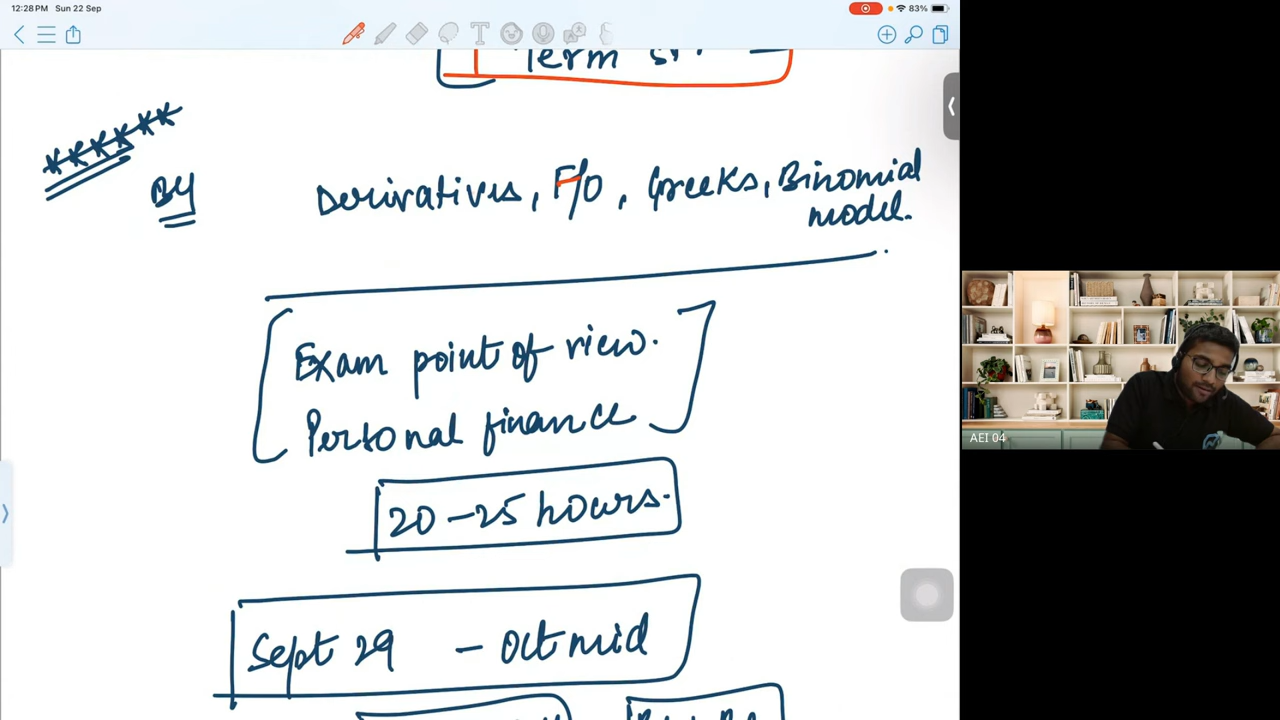 12:28 PM Sun 22 Sep
83%
Term
******
BY
Derivatives, F/O, Greeks, Binomial
model.
Exam point of view.
Personal finance
20-25 hours.
Sept 29 - Oct mid
AEI 04